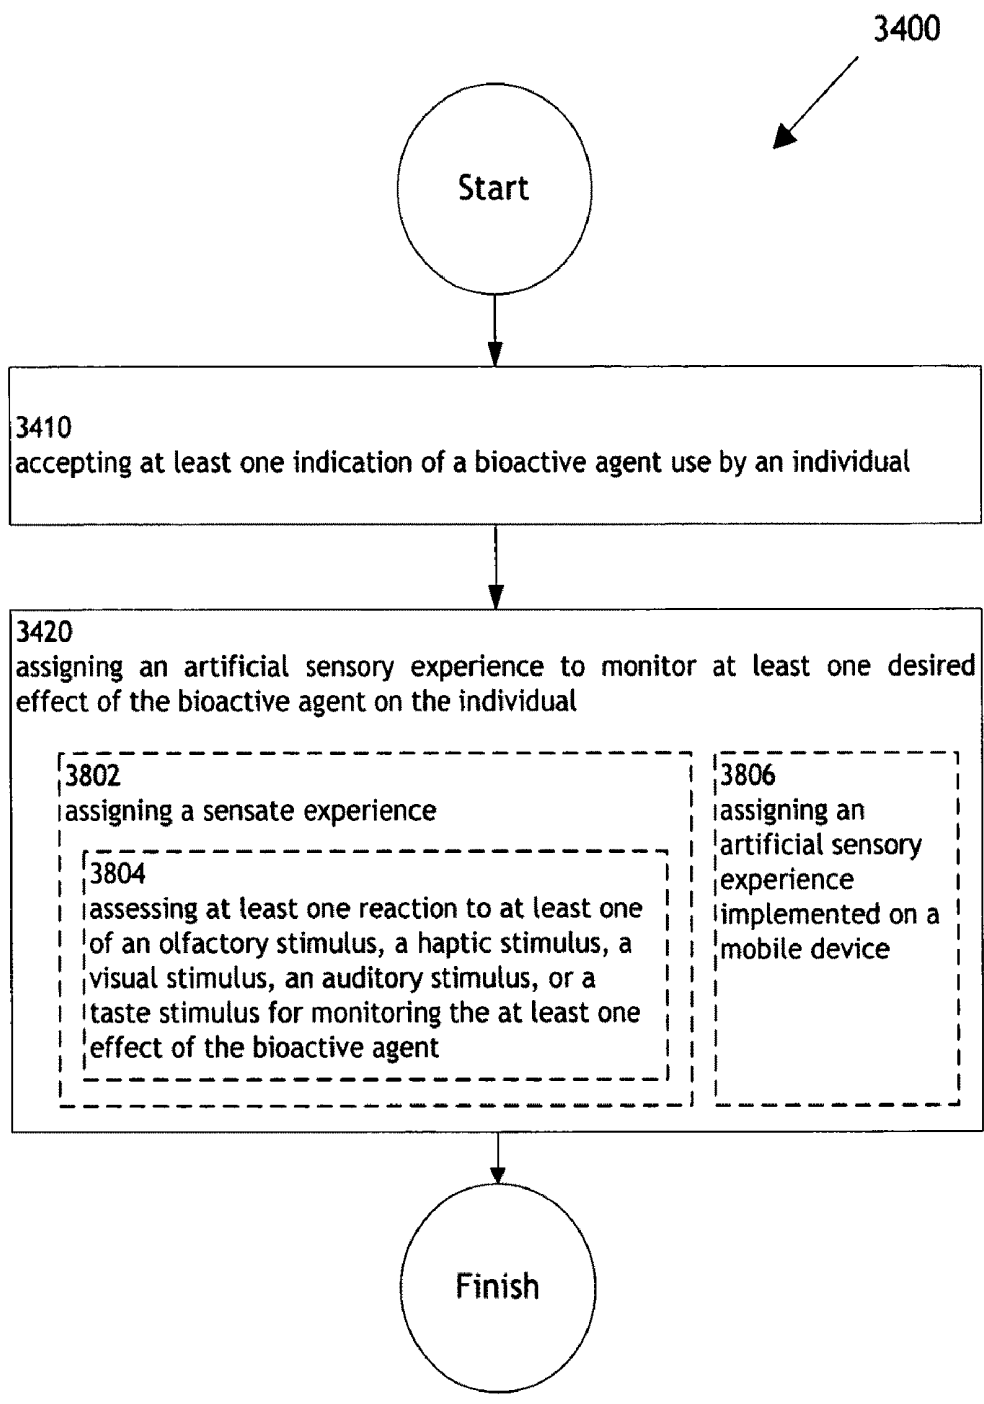 3400
Start
3410
accepting at least one indication of a bioactive agent use by an individual
3420
assigning an artificial sensory experience to monitor at least one desired
effect of the bioactive agent on the individual
3802
assigning a sensate experience
3804
assessing at least one reaction to at least one
of an olfactory stimulus, a haptic stimulus, a
visual stimulus, an auditory stimulus, or a
taste stimulus for monitoring the at least one
effect of the bioactive agent
3806
assigning an
artificial sensory
experience
implemented on a
mobile device
Finish